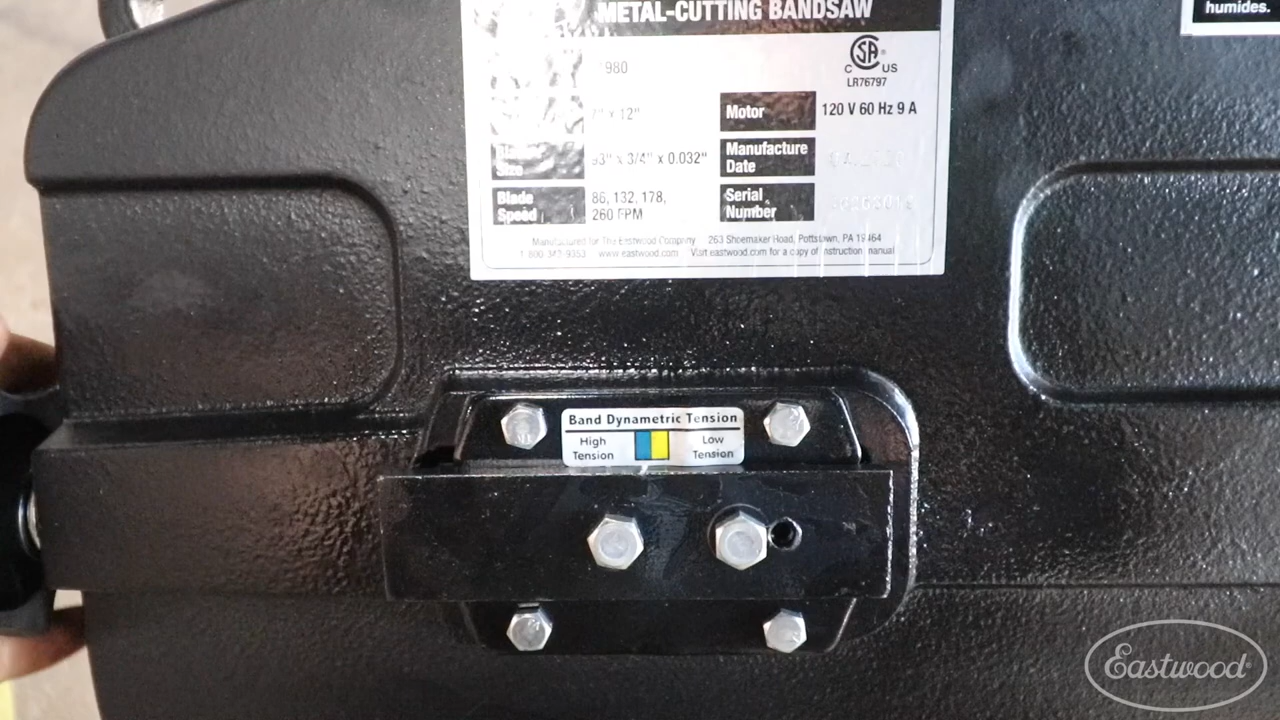 METAL-CUTTING BANDSAW
humides.
980
CSA®
C US
LR76797
7" x 12"
Motor 120 V 60 Hz 9 A
Size 93" x 3/4" x 0.032"
Manufacture Date
Blade Speed 86, 132, 178, 260 FPM
Serial Number
Manufactured for The Eastwood Company 263 Shoemaker Road, Pottstown, PA 19464
1-800-343-9353 www.eastwood.com Visit eastwood.com for a copy of instruction manual
Band Dynametric Tension
High Tension
Low Tension
Eastwood